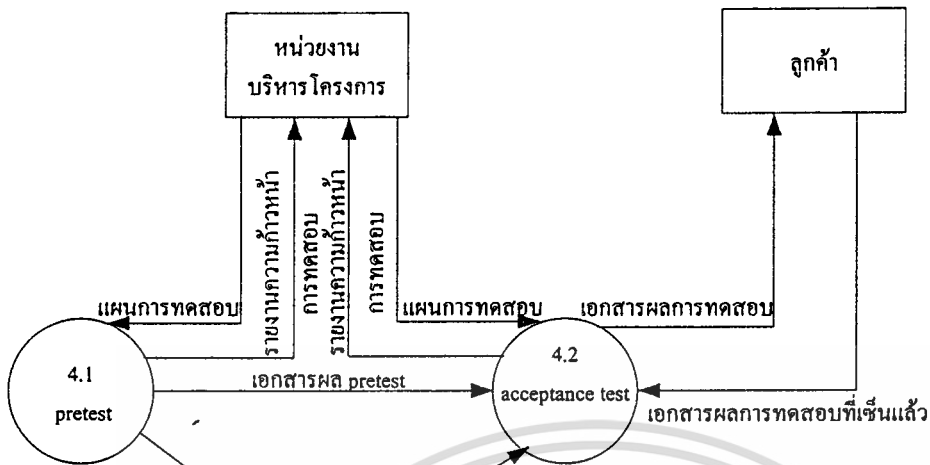 หน่วยงาน
บริหารโครงการ
ลูกค้า
รายงานความก้าวหน้า
การทดสอบ
รายงานความก้าวหน้า
การทดสอบ
แผนการทดสอบ
แผนการทดสอบ
เอกสารผลการทดสอบ
4.1
pretest
เอกสารผล pretest
4.2
acceptance test
เอกสารผลการทดสอบที่เซ็นแล้ว